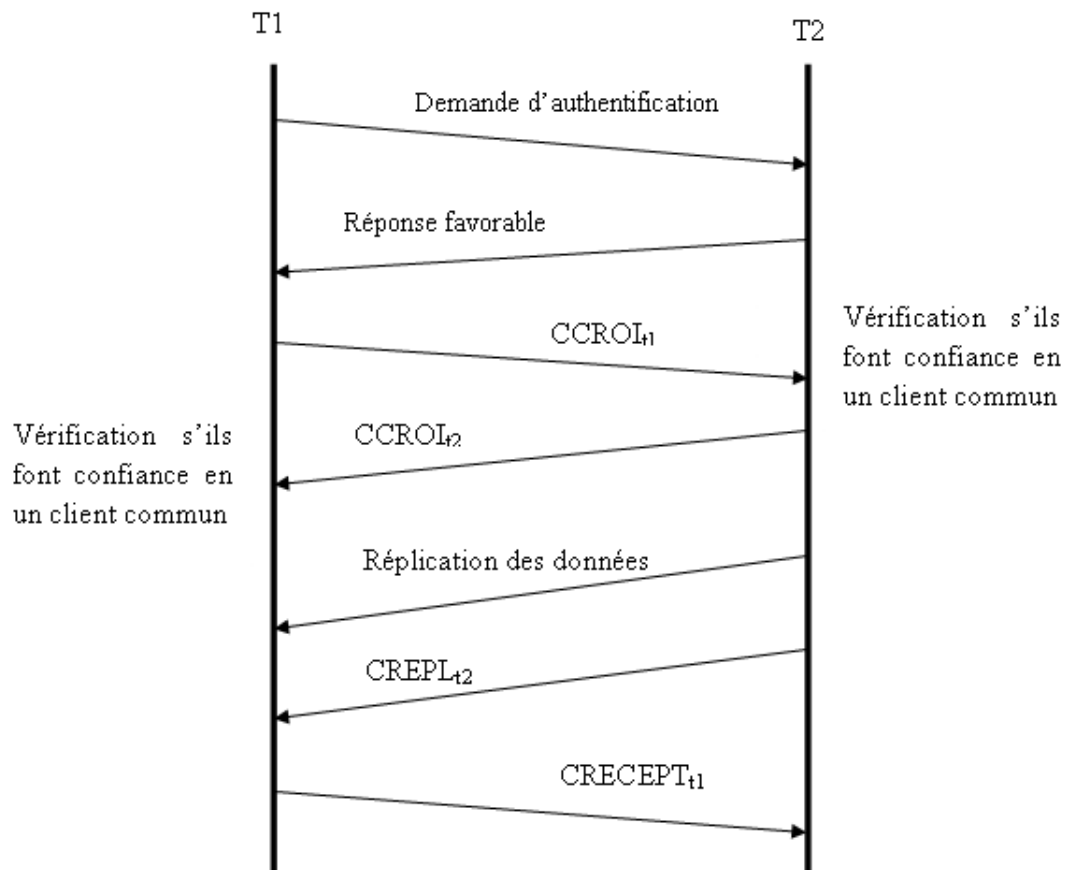 T1
T2
Demande d'authentification
Réponse favorable
CCROIt1
Vérification s'ils
font confiance en
un client commun
CCROIt2
Vérification s'ils
font confiance en
un client commun
Réplication des données
CREPLt2
CRECEPTt1